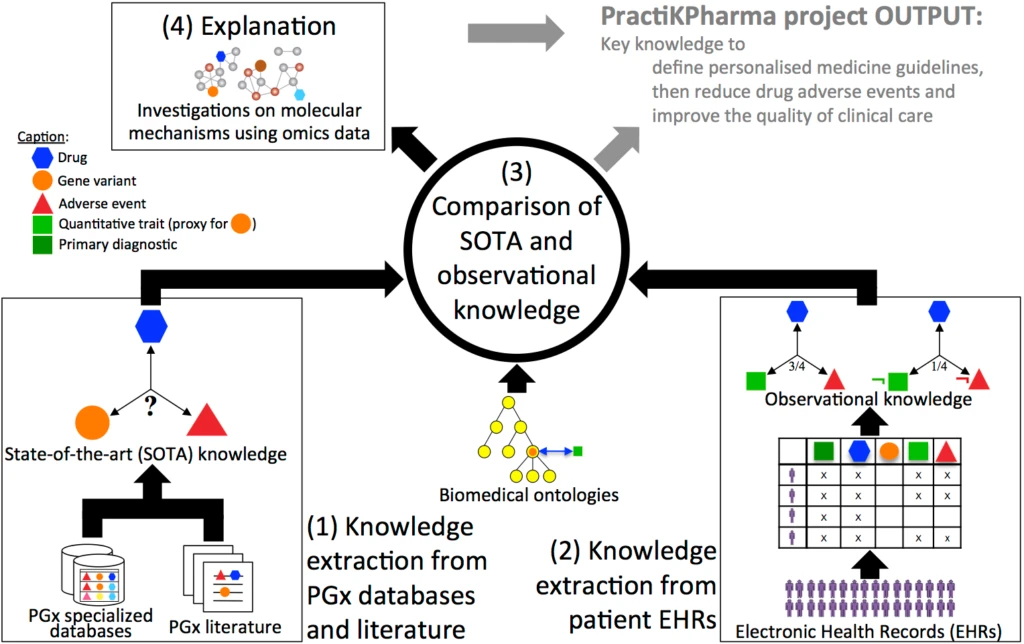 (4) Explanation
Investigations on molecular
mechanisms using omics data
PractiKPharma project OUTPUT:
Key knowledge to
define personalised medicine guidelines,
then reduce drug adverse events and
improve the quality of clinical care
Caption:
Drug
Gene variant
Adverse event
Quantitative trait (proxy for )
Primary diagnostic
(3)
Comparison of
SOTA and
observational
knowledge
?
State-of-the-art (SOTA) knowledge
PGx specialized
databases
PGx literature
(1) Knowledge
extraction from
PGx databases
and literature
Biomedical ontologies
(2) Knowledge
extraction from
patient EHRs
3/4
¬ 1/4 ¬
Observational knowledge
x x x x
x x x x
x x
x x x x
Electronic Health Records (EHRs)